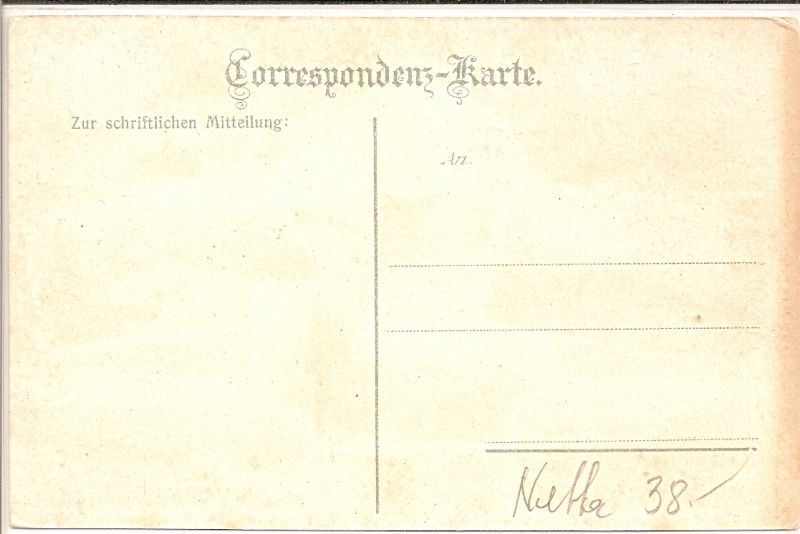 Correspondenz-Karte.
Zur schriftlichen Mitteilung:
An
38.-